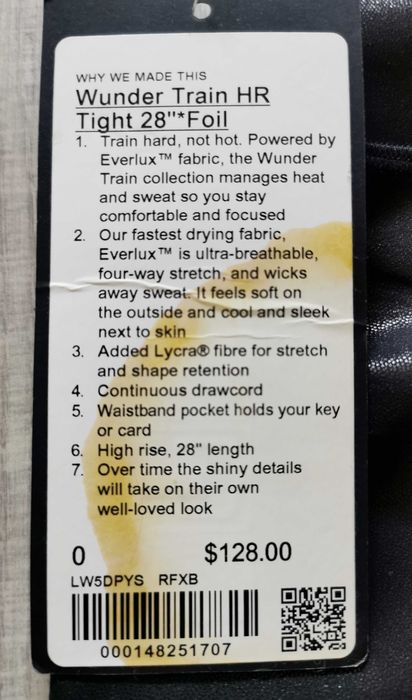 WHY WE MADE THIS
Wunder Train HR
Tight 28"*Foil
1. Train hard, not hot. Powered by
Everlux™ fabric, the Wunder
Train collection manages heat
and sweat so you stay
comfortable and focused
2. Our fastest drying fabric,
Everlux™ is ultra-breathable,
four-way stretch, and wicks
away sweat. It feels soft on
the outside and cool and sleek
next to skin
3. Added Lycra® fibre for stretch
and shape retention
4. Continuous drawcord
5. Waistband pocket holds your key
or card
6. High rise, 28" length
7. Over time the shiny details
will take on their own
well-loved look
0 $128.00
LW5DPYS RFXB
000148251707